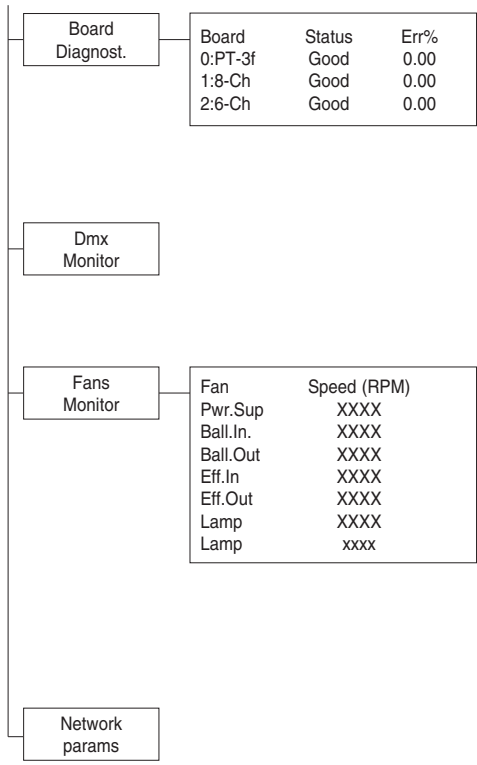 Board
Diagnost.
Board Status Err%
0:PT-3f Good 0.00
1:8-Ch Good 0.00
2:6-Ch Good 0.00
Dmx
Monitor
Fans
Monitor
Fan Speed (RPM)
Pwr.Sup XXXX
Ball.In. XXXX
Ball.Out XXXX
Eff.In XXXX
Eff.Out XXXX
Lamp XXXX
Lamp xxxx
Network
params